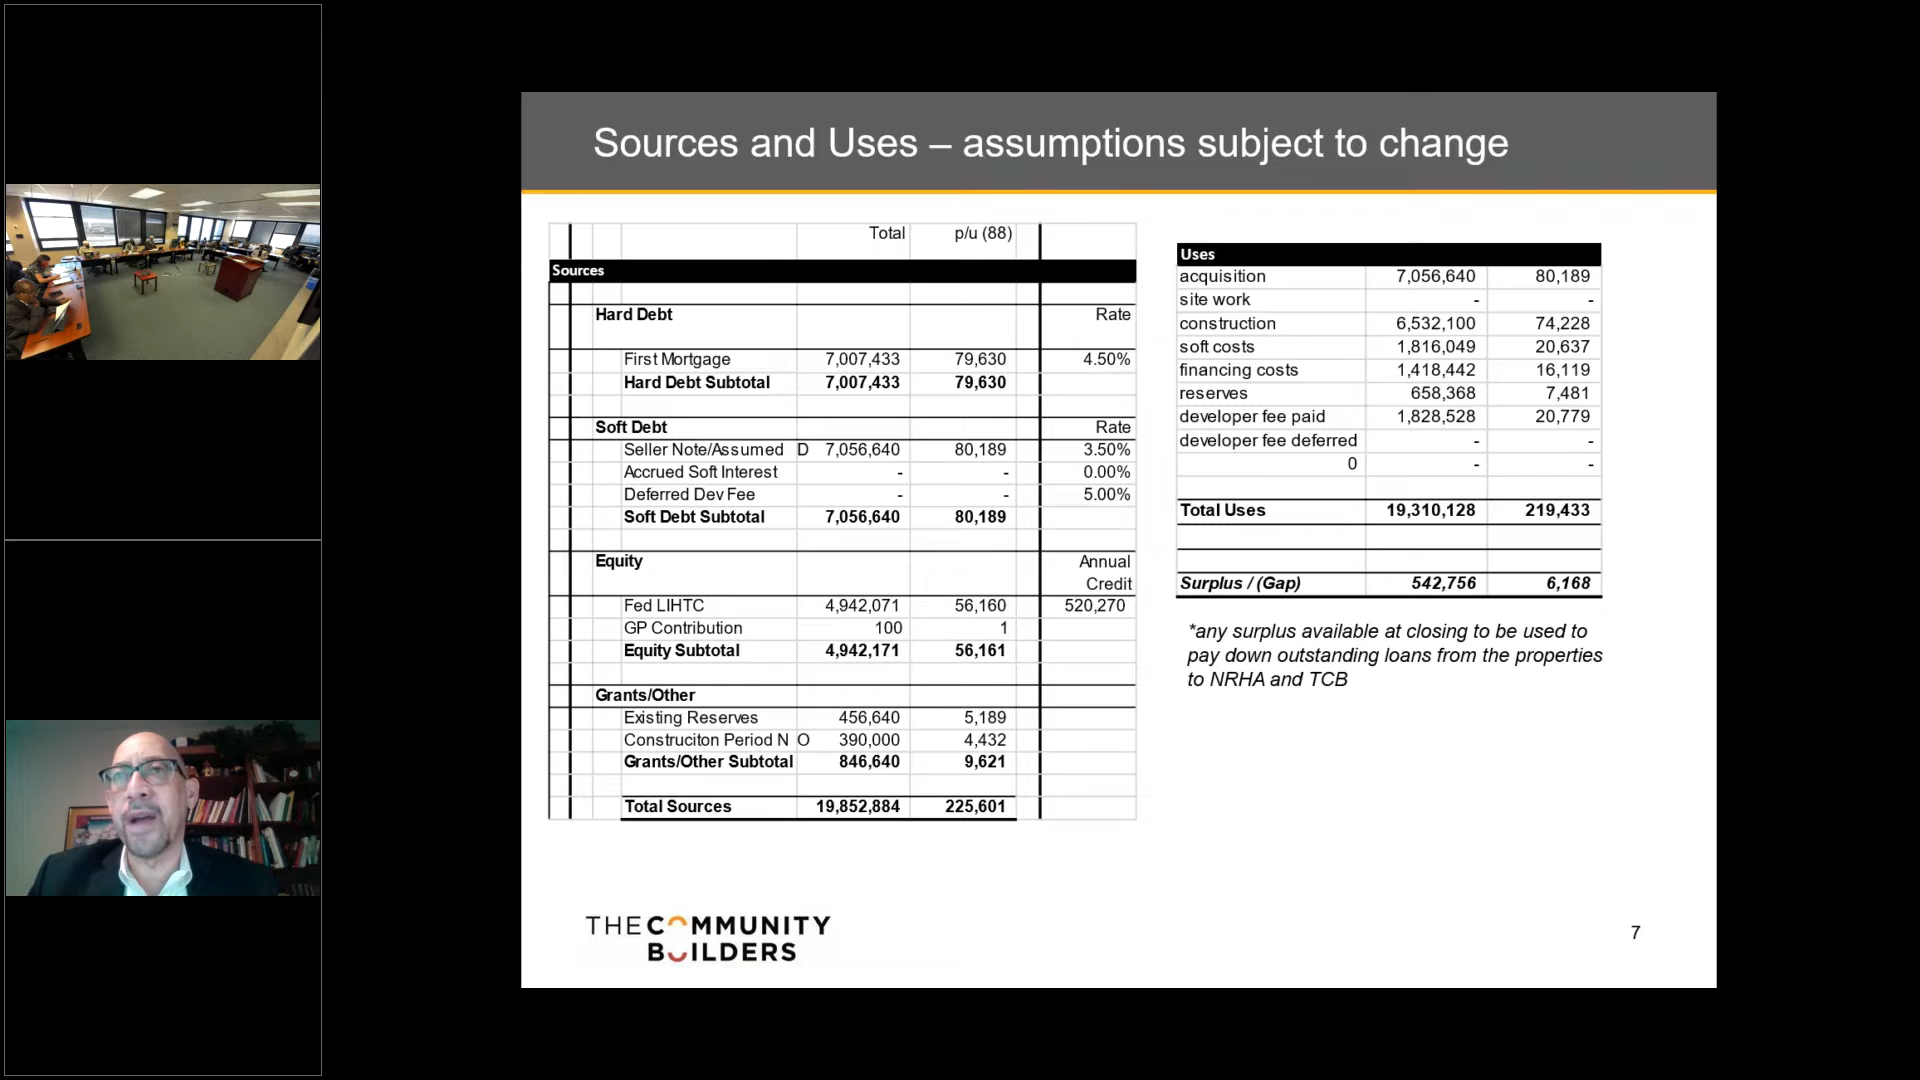 Sources and Uses – assumptions subject to change
Total p/u (88)
Sources
Hard Debt Rate
First Mortgage 7,007,433 79,630 4.50%
Hard Debt Subtotal 7,007,433 79,630
Soft Debt Rate
Seller Note/Assumed D 7,056,640 80,189 3.50%
Accrued Soft Interest - - 0.00%
Deferred Dev Fee - - 5.00%
Soft Debt Subtotal 7,056,640 80,189
Equity Annual
Credit
Fed LIHTC 4,942,071 56,160 520,270
GP Contribution 100 1
Equity Subtotal 4,942,171 56,161
Grants/Other
Existing Reserves 456,640 5,189
Construciton Period N O 390,000 4,432
Grants/Other Subtotal 846,640 9,621
Total Sources 19,852,884 225,601
Uses
acquisition 7,056,640 80,189
site work - -
construction 6,532,100 74,228
soft costs 1,816,049 20,637
financing costs 1,418,442 16,119
reserves 658,368 7,481
developer fee paid 1,828,528 20,779
developer fee deferred - -
0 - -
Total Uses 19,310,128 219,433
Surplus / (Gap) 542,756 6,168
*any surplus available at closing to be used to
pay down outstanding loans from the properties
to NRHA and TCB
THE COMMUNITY
BUILDERS
7